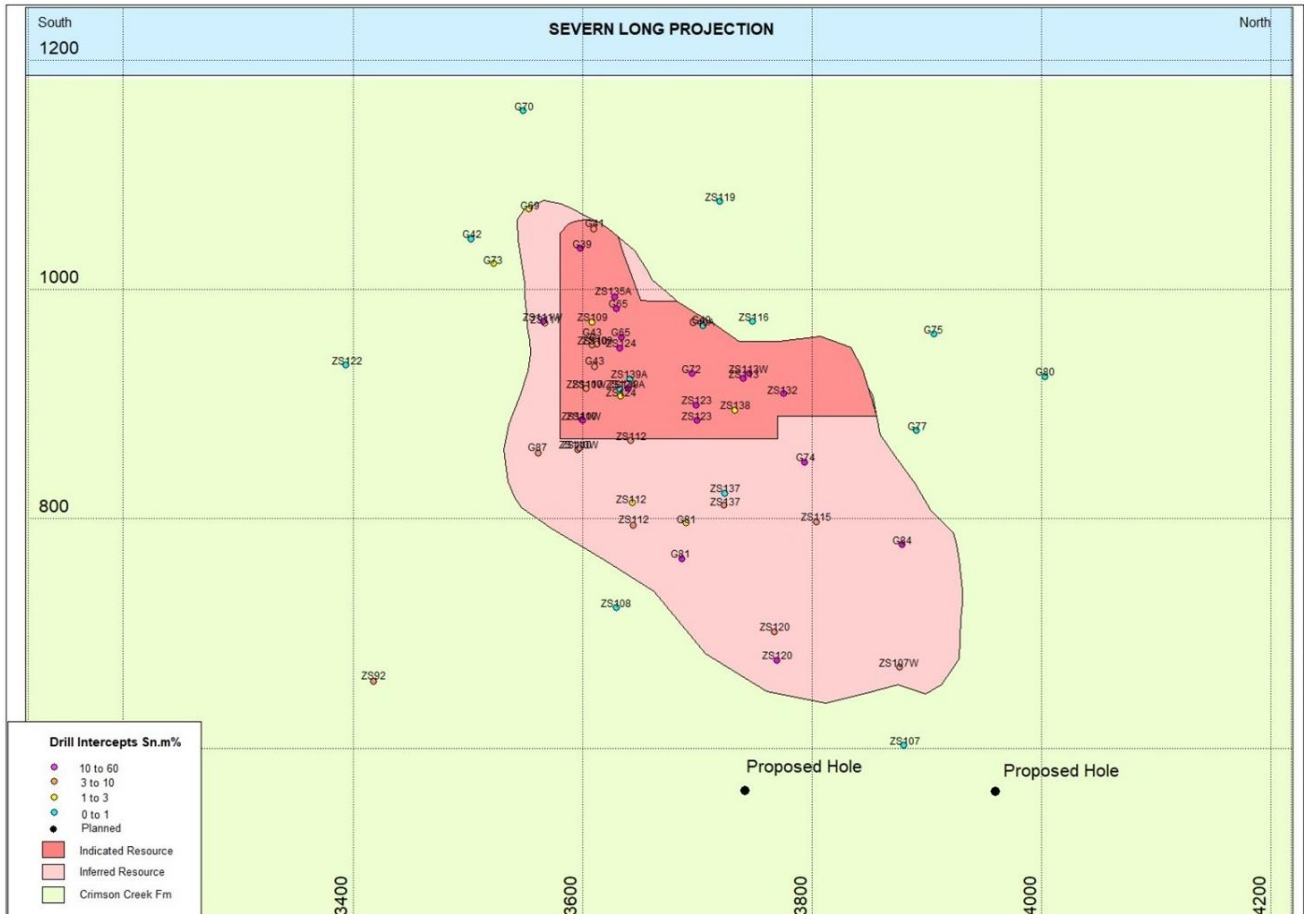 SEVERN LONG PROJECTION
South
North
1200
G70
ZS119
G69
G41
G42
G39
G73
1000
ZS135A
G65
ZS111W
ZS109
ZS116
G75
G43
G65
ZS124
ZS122
G43
G72
ZS113W
G80
ZS139A
ZS132
ZS124
ZS123
ZS138
ZS123
G77
ZS112
G87
G74
ZS137
ZS112
ZS137
800
ZS112
G81
ZS115
G81
G84
ZS108
ZS120
ZS120
ZS107W
ZS92
ZS107
Proposed Hole
Proposed Hole
Drill Intercepts Sn.m%
10 to 60
3 to 10
1 to 3
0 to 1
Planned
Indicated Resource
Inferred Resource
Crimson Creek Fm
3400
3600
3800
4000
4200